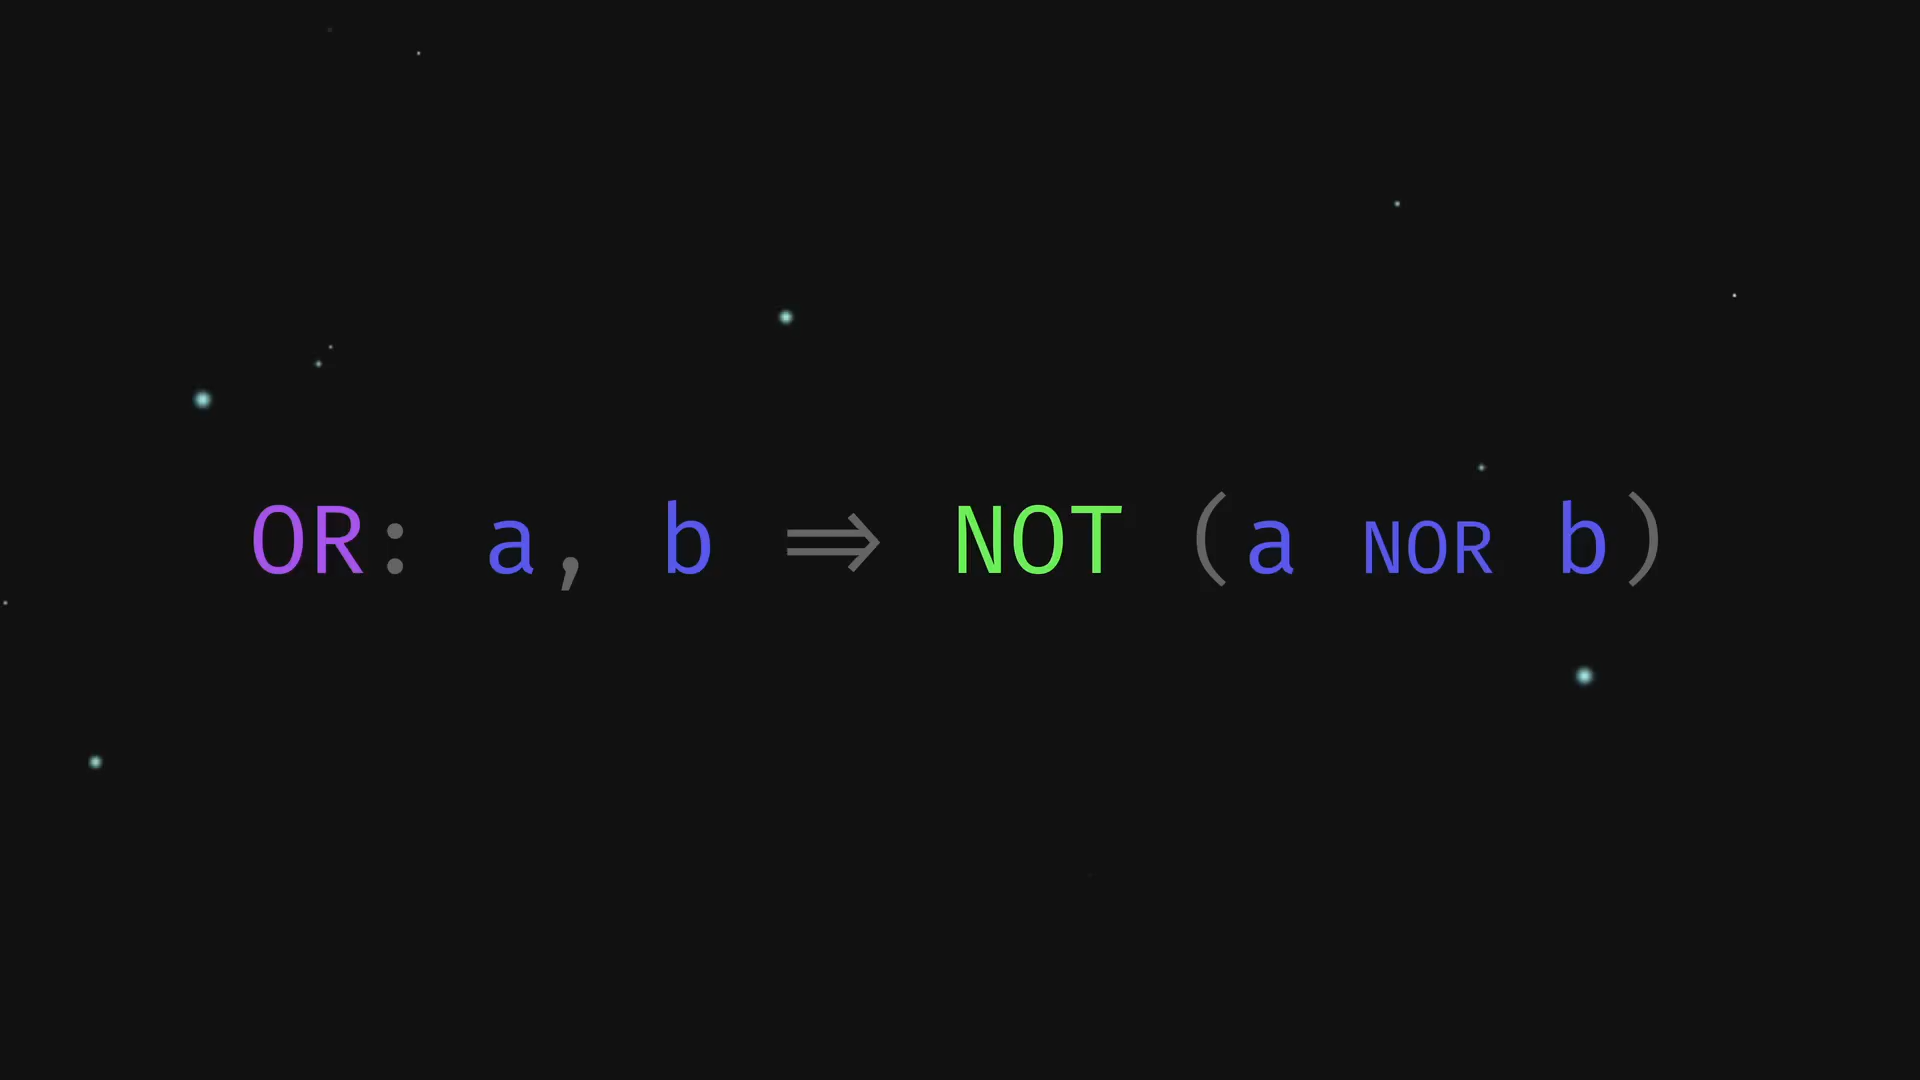 OR: a, b ⟹ NOT (a NOR b)